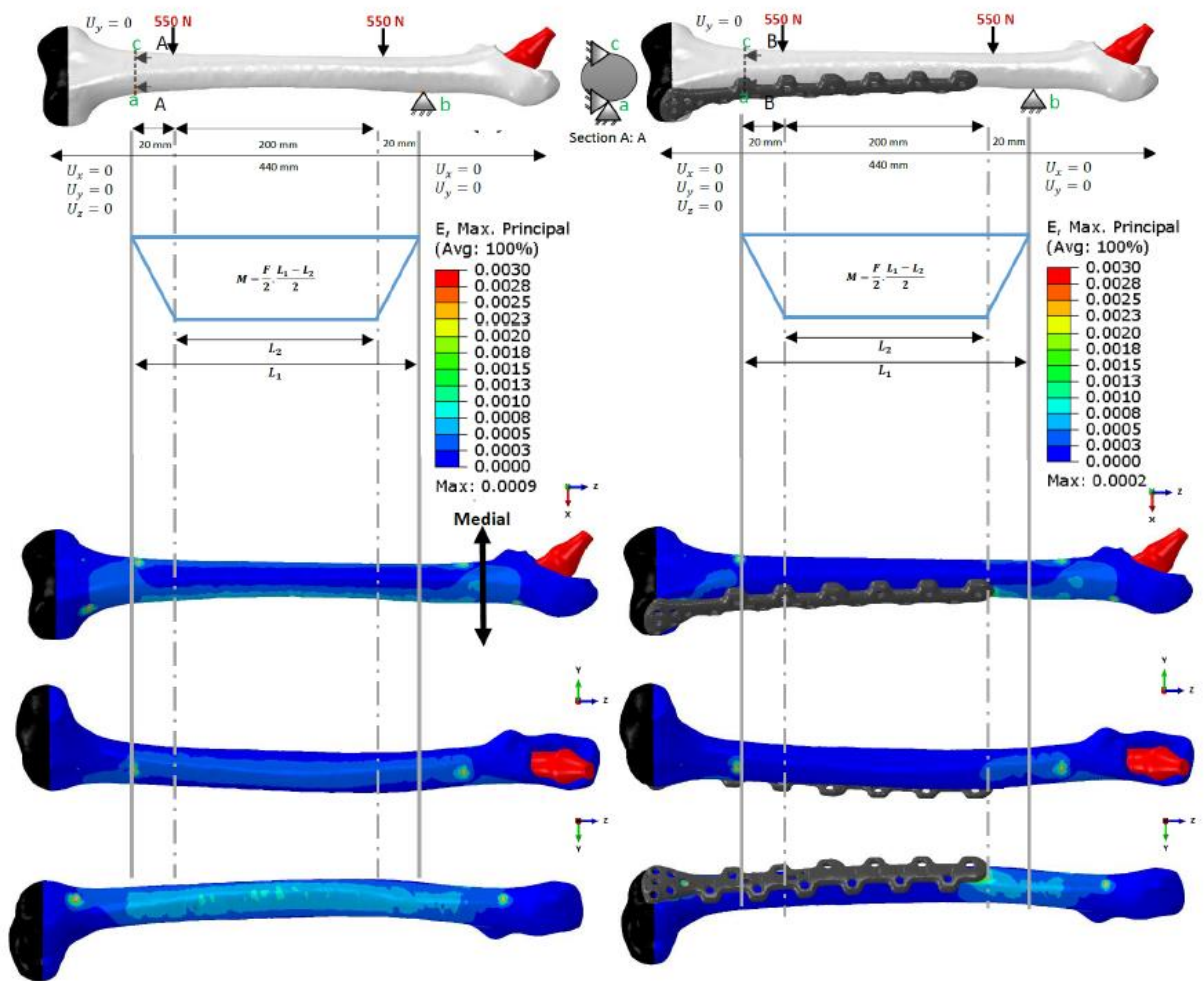 U_y = 0
550 N
550 N
c
A
a
A
b
20 mm
200 mm
20 mm
440 mm
U_x = 0
U_y = 0
U_z = 0
U_x = 0
U_y = 0
M = F/2 . (L_1 − L_2)/2
L_2
L_1
E, Max. Principal
(Avg: 100%)
0.0030
0.0028
0.0025
0.0023
0.0020
0.0018
0.0015
0.0013
0.0010
0.0008
0.0005
0.0003
0.0000
Max: 0.0009
z
x
Medial
Y
z
z
Y
c
a
Section A: A
U_y = 0
550 N
550 N
c
B
a
B
b
20 mm
200 mm
20 mm
440 mm
U_x = 0
U_y = 0
U_z = 0
U_x = 0
U_y = 0
M = F/2 . (L_1 − L_2)/2
L_2
L_1
E, Max. Principal
(Avg: 100%)
0.0030
0.0028
0.0025
0.0023
0.0020
0.0018
0.0015
0.0013
0.0010
0.0008
0.0005
0.0003
0.0000
Max: 0.0002
z
x
Y
z
z
Y